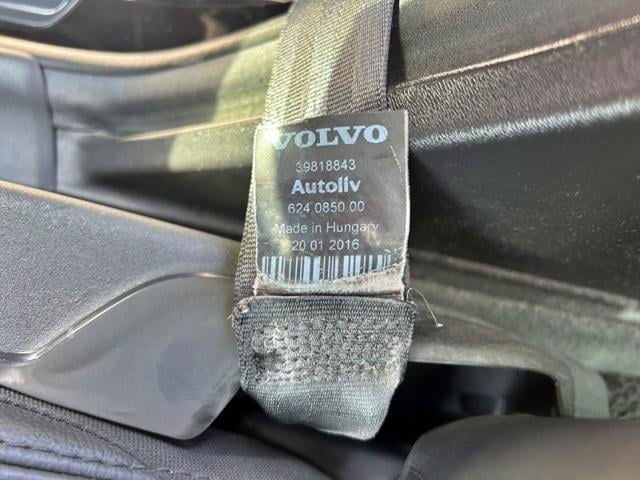 VOLVO
39818843
Autoliv
624 0850 00
Made in Hungary
20 01 2016